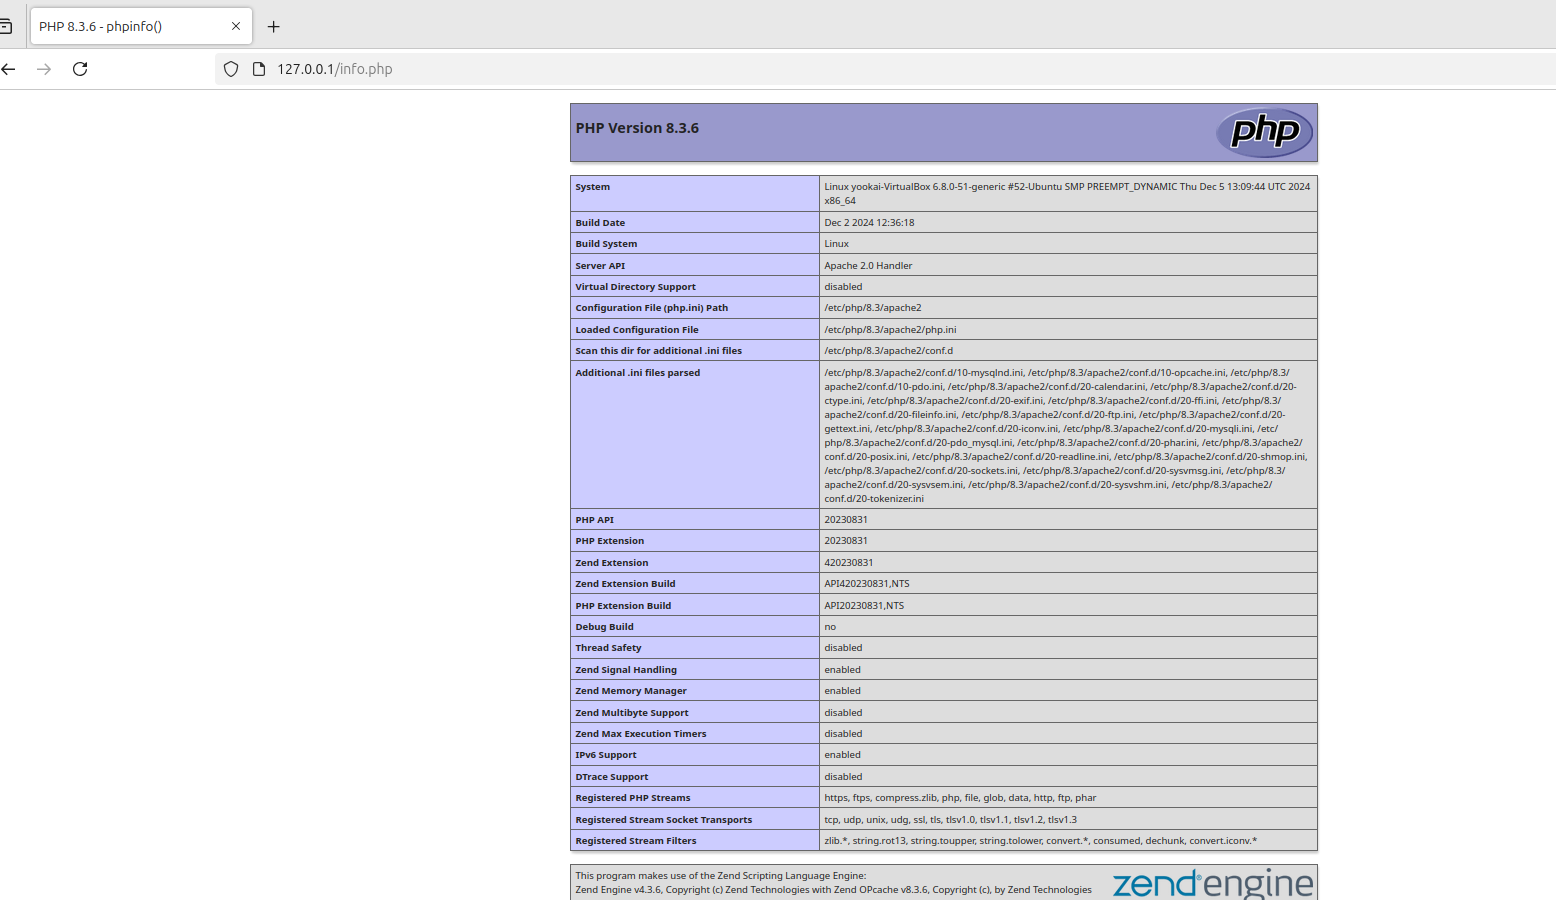 PHP 8.3.6 - phpinfo()
127.0.0.1/info.php
PHP Version 8.3.6
php
System Linux yookai-VirtualBox 6.8.0-51-generic #52-Ubuntu SMP PREEMPT_DYNAMIC Thu Dec 5 13:09:44 UTC 2024
x86_64
Build Date Dec 2 2024 12:36:18
Build System Linux
Server API Apache 2.0 Handler
Virtual Directory Support disabled
Configuration File (php.ini) Path /etc/php/8.3/apache2
Loaded Configuration File /etc/php/8.3/apache2/php.ini
Scan this dir for additional .ini files /etc/php/8.3/apache2/conf.d
Additional .ini files parsed /etc/php/8.3/apache2/conf.d/10-mysqlnd.ini, /etc/php/8.3/apache2/conf.d/10-opcache.ini, /etc/php/8.3/
apache2/conf.d/10-pdo.ini, /etc/php/8.3/apache2/conf.d/20-calendar.ini, /etc/php/8.3/apache2/conf.d/20-
ctype.ini, /etc/php/8.3/apache2/conf.d/20-exif.ini, /etc/php/8.3/apache2/conf.d/20-ffi.ini, /etc/php/8.3/
apache2/conf.d/20-fileinfo.ini, /etc/php/8.3/apache2/conf.d/20-ftp.ini, /etc/php/8.3/apache2/conf.d/20-
gettext.ini, /etc/php/8.3/apache2/conf.d/20-iconv.ini, /etc/php/8.3/apache2/conf.d/20-mysqli.ini, /etc/
php/8.3/apache2/conf.d/20-pdo_mysql.ini, /etc/php/8.3/apache2/conf.d/20-phar.ini, /etc/php/8.3/apache2/
conf.d/20-posix.ini, /etc/php/8.3/apache2/conf.d/20-readline.ini, /etc/php/8.3/apache2/conf.d/20-shmop.ini,
/etc/php/8.3/apache2/conf.d/20-sockets.ini, /etc/php/8.3/apache2/conf.d/20-sysvmsg.ini, /etc/php/8.3/
apache2/conf.d/20-sysvsem.ini, /etc/php/8.3/apache2/conf.d/20-sysvshm.ini, /etc/php/8.3/apache2/
conf.d/20-tokenizer.ini
PHP API 20230831
PHP Extension 20230831
Zend Extension 420230831
Zend Extension Build API420230831,NTS
PHP Extension Build API20230831,NTS
Debug Build no
Thread Safety disabled
Zend Signal Handling enabled
Zend Memory Manager enabled
Zend Multibyte Support disabled
Zend Max Execution Timers disabled
IPv6 Support enabled
DTrace Support disabled
Registered PHP Streams https, ftps, compress.zlib, php, file, glob, data, http, ftp, phar
Registered Stream Socket Transports tcp, udp, unix, udg, ssl, tls, tlsv1.0, tlsv1.1, tlsv1.2, tlsv1.3
Registered Stream Filters zlib.*, string.rot13, string.toupper, string.tolower, convert.*, consumed, dechunk, convert.iconv.*
This program makes use of the Zend Scripting Language Engine:
Zend Engine v4.3.6, Copyright (c) Zend Technologies with Zend OPcache v8.3.6, Copyright (c), by Zend Technologies
zend®engine